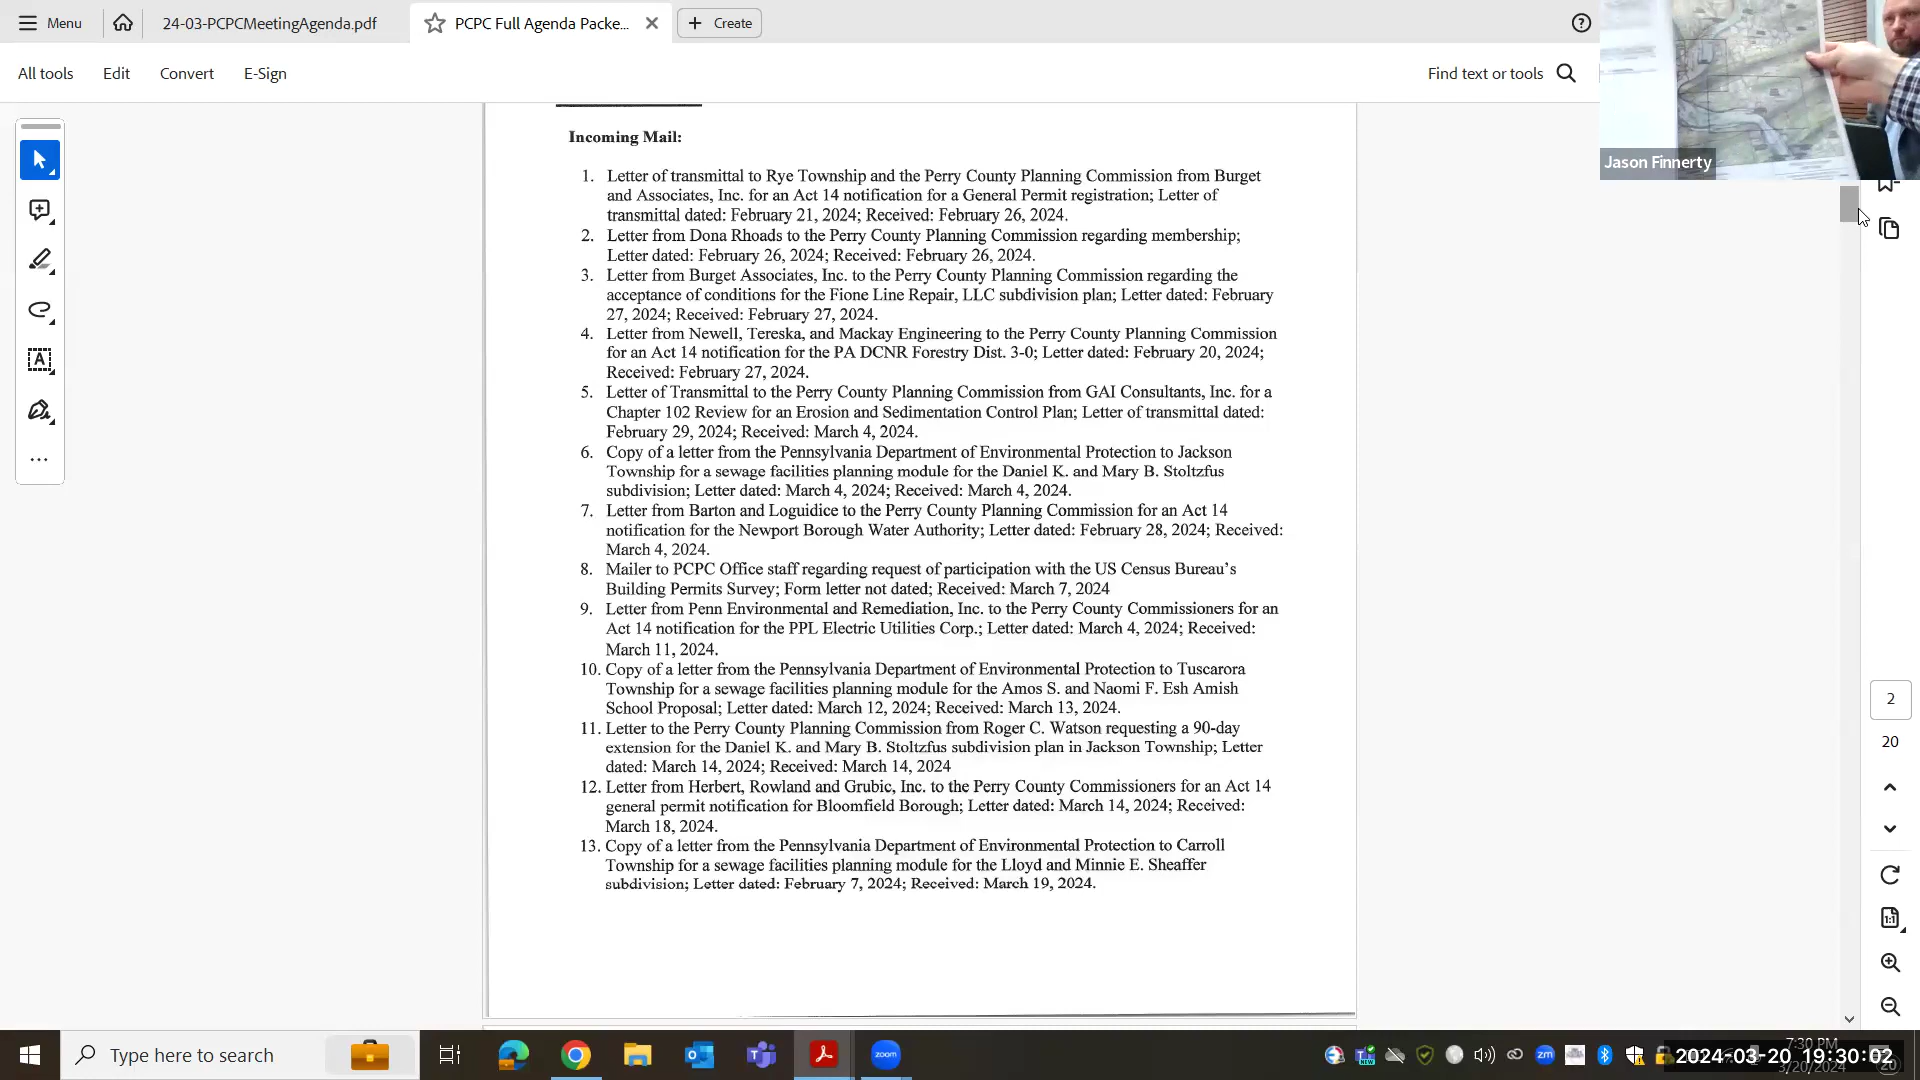 Menu
24-03-PCPCMeetingAgenda.pdf
PCPC Full Agenda Packe...
Create
All tools
Edit
Convert
E-Sign
Find text or tools
Jason Finnerty
Incoming Mail:
1. Letter of transmittal to Rye Township and the Perry County Planning Commission from Burget
and Associates, Inc. for an Act 14 notification for a General Permit registration; Letter of
transmittal dated: February 21, 2024; Received: February 26, 2024.
2. Letter from Dona Rhoads to the Perry County Planning Commission regarding membership;
Letter dated: February 26, 2024; Received: February 26, 2024.
3. Letter from Burget Associates, Inc. to the Perry County Planning Commission regarding the
acceptance of conditions for the Fione Line Repair, LLC subdivision plan; Letter dated: February
27, 2024; Received: February 27, 2024.
4. Letter from Newell, Tereska, and Mackay Engineering to the Perry County Planning Commission
for an Act 14 notification for the PA DCNR Forestry Dist. 3-0; Letter dated: February 20, 2024;
Received: February 27, 2024.
5. Letter of Transmittal to the Perry County Planning Commission from GAI Consultants, Inc. for a
Chapter 102 Review for an Erosion and Sedimentation Control Plan; Letter of transmittal dated:
February 29, 2024; Received: March 4, 2024.
6. Copy of a letter from the Pennsylvania Department of Environmental Protection to Jackson
Township for a sewage facilities planning module for the Daniel K. and Mary B. Stoltzfus
subdivision; Letter dated: March 4, 2024; Received: March 4, 2024.
7. Letter from Barton and Loguidice to the Perry County Planning Commission for an Act 14
notification for the Newport Borough Water Authority; Letter dated: February 28, 2024; Received:
March 4, 2024.
8. Mailer to PCPC Office staff regarding request of participation with the US Census Bureau's
Building Permits Survey; Form letter not dated; Received: March 7, 2024
9. Letter from Penn Environmental and Remediation, Inc. to the Perry County Commissioners for an
Act 14 notification for the PPL Electric Utilities Corp.; Letter dated: March 4, 2024; Received:
March 11, 2024.
10. Copy of a letter from the Pennsylvania Department of Environmental Protection to Tuscarora
Township for a sewage facilities planning module for the Amos S. and Naomi F. Esh Amish
School Proposal; Letter dated: March 12, 2024; Received: March 13, 2024.
11. Letter to the Perry County Planning Commission from Roger C. Watson requesting a 90-day
extension for the Daniel K. and Mary B. Stoltzfus subdivision plan in Jackson Township; Letter
dated: March 14, 2024; Received: March 14, 2024
12. Letter from Herbert, Rowland and Grubic, Inc. to the Perry County Commissioners for an Act 14
general permit notification for Bloomfield Borough; Letter dated: March 14, 2024; Received:
March 18, 2024.
13. Copy of a letter from the Pennsylvania Department of Environmental Protection to Carroll
Township for a sewage facilities planning module for the Lloyd and Minnie E. Sheaffer
subdivision; Letter dated: February 7, 2024; Received: March 19, 2024.
2
20
Type here to search
zoom
zm
7:30 PM
2024-03-20 19:30:02
3/20/2024
20